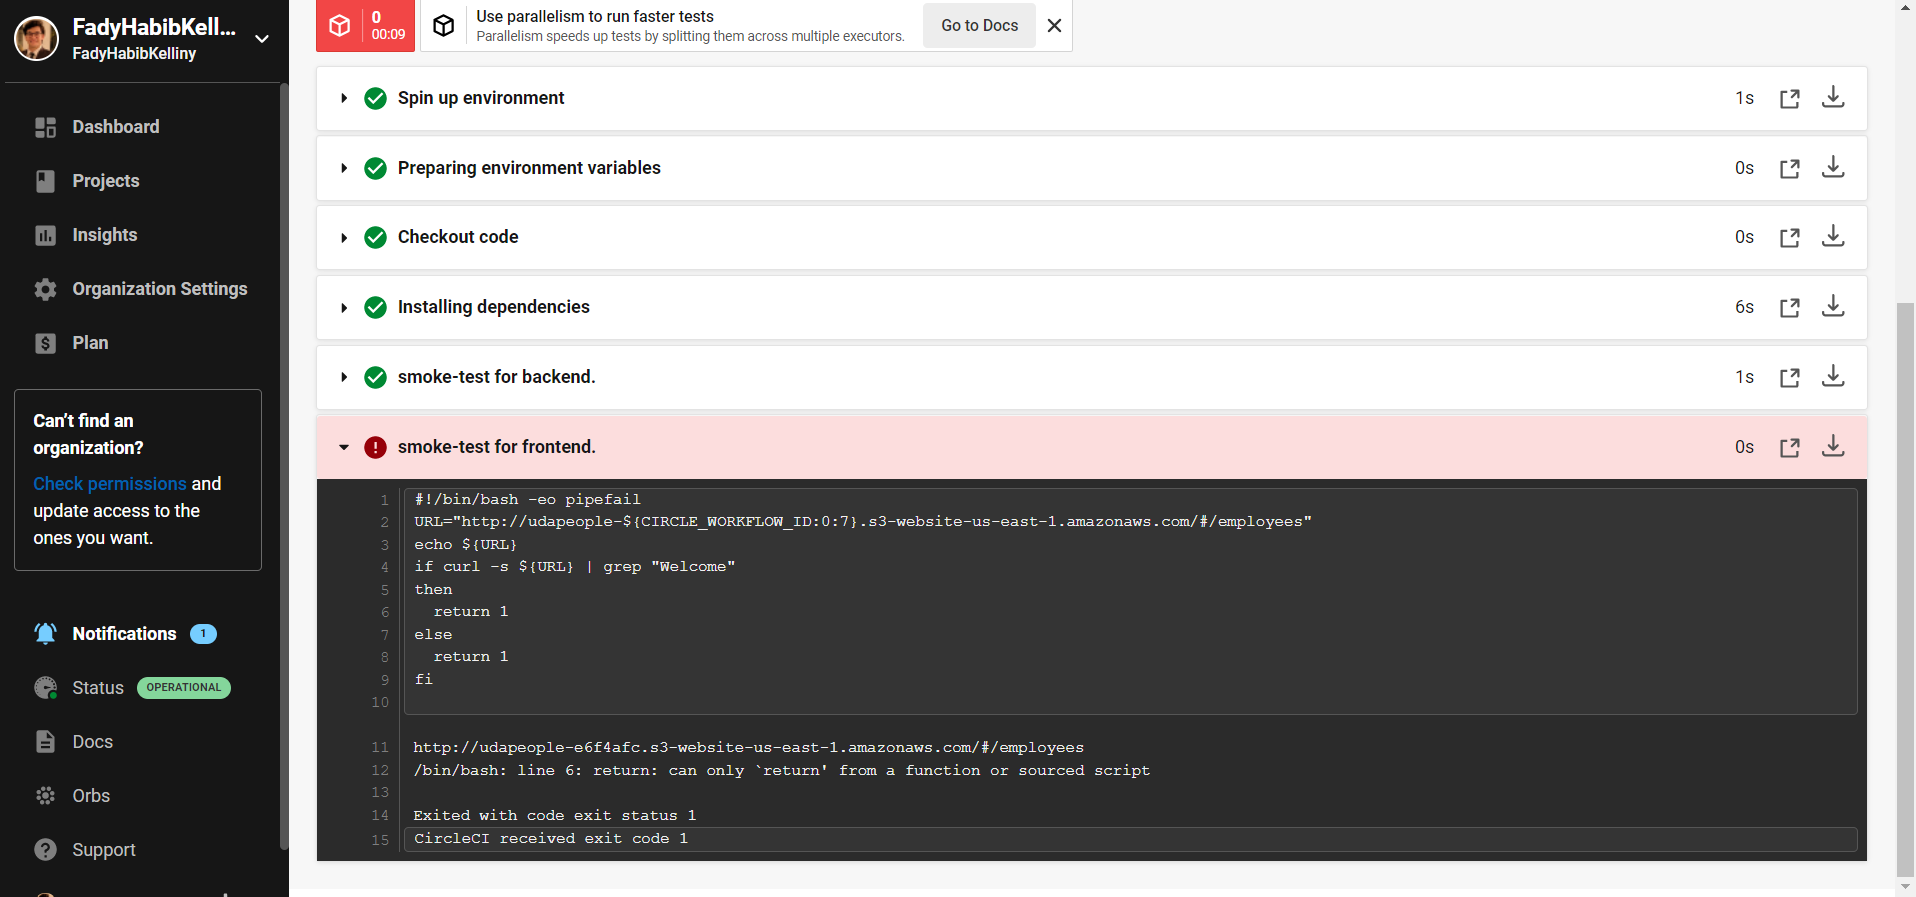 FadyHabibKell...
FadyHabibKelliny
Dashboard
Projects
Insights
Organization Settings
Plan
Can't find an
organization?
Check permissions and
update access to the
ones you want.
Notifications 1
Status OPERATIONAL
Docs
Orbs
Support
0
00:09
Use parallelism to run faster tests
Parallelism speeds up tests by splitting them across multiple executors.
Go to Docs
Spin up environment 1s
Preparing environment variables 0s
Checkout code 0s
Installing dependencies 6s
smoke-test for backend. 1s
smoke-test for frontend. 0s
1 #!/bin/bash -eo pipefail
2 URL="http://udapeople-${CIRCLE_WORKFLOW_ID:0:7}.s3-website-us-east-1.amazonaws.com/#/employees"
3 echo ${URL}
4 if curl -s ${URL} | grep "Welcome"
5 then
6 return 1
7 else
8 return 1
9 fi
10
11 http://udapeople-e6f4afc.s3-website-us-east-1.amazonaws.com/#/employees
12 /bin/bash: line 6: return: can only `return' from a function or sourced script
13
14 Exited with code exit status 1
15 CircleCI received exit code 1